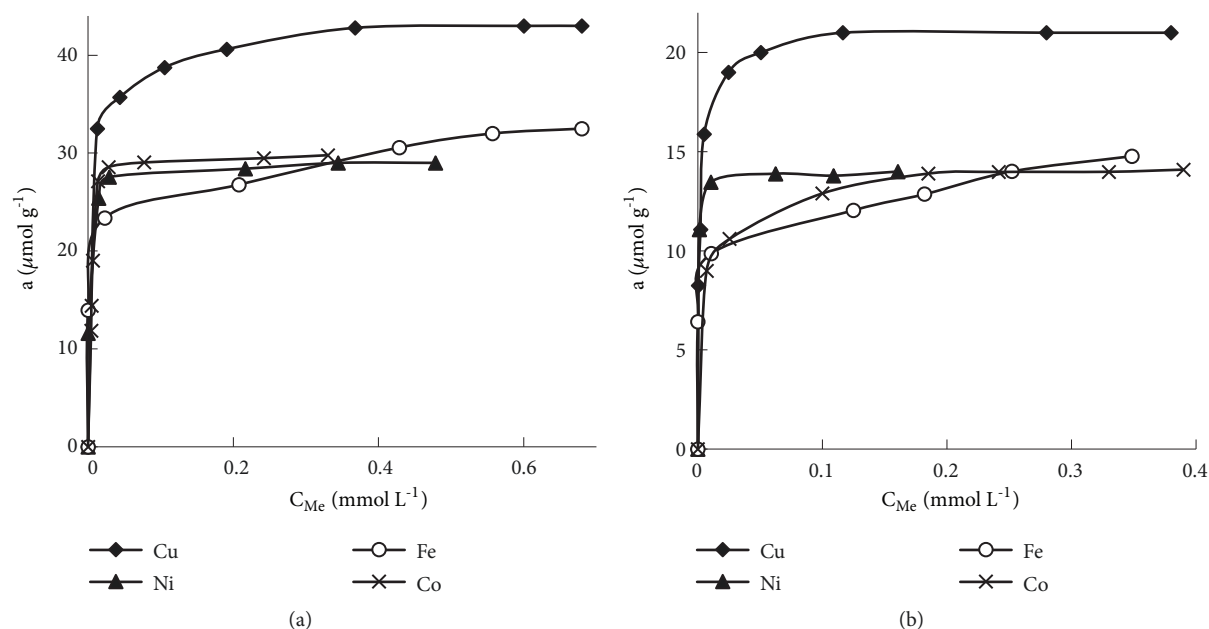 40
30
20
10
0
a (μmol g⁻¹)
0 0.2 0.4 0.6
C_Me (mmol L⁻¹)
Cu Fe
Ni Co
(a)
20
15
10
5
0
a (μmol g⁻¹)
0 0.1 0.2 0.3 0.4
C_Me (mmol L⁻¹)
Cu Fe
Ni Co
(b)